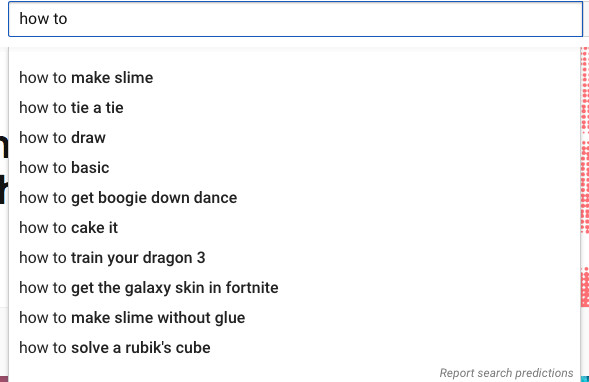 how to
how to make slime
how to tie a tie
how to draw
how to basic
how to get boogie down dance
how to cake it
how to train your dragon 3
how to get the galaxy skin in fortnite
how to make slime without glue
how to solve a rubik's cube
Report search predictions